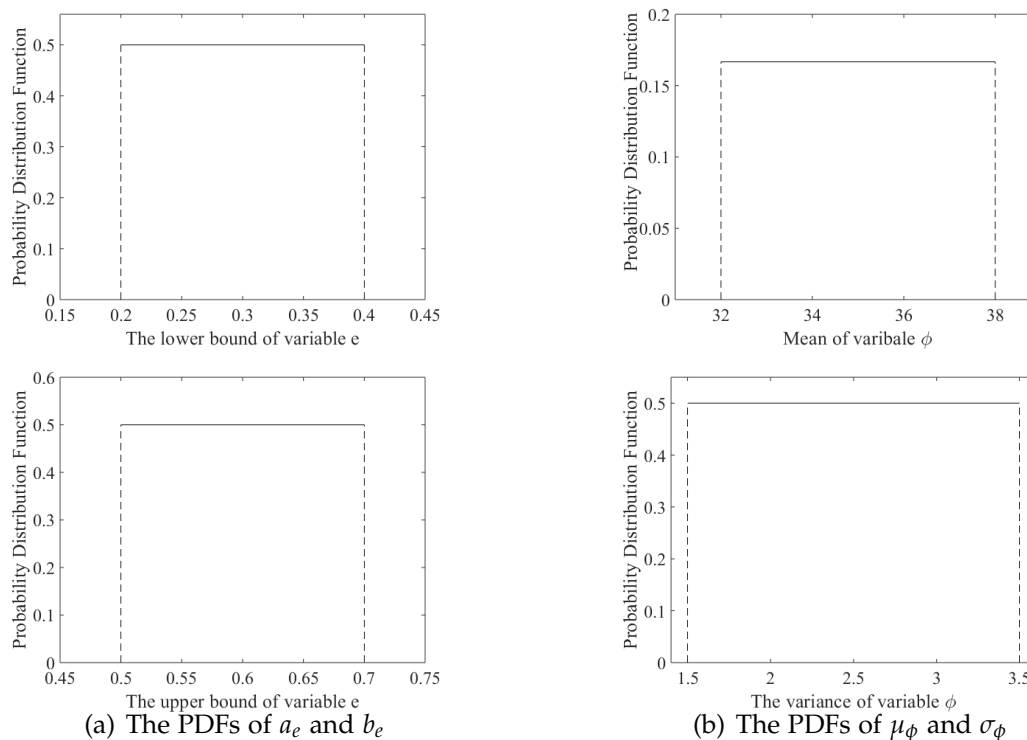 Probability Distribution Function
0.5
0.4
0.3
0.2
0.1
0
0.15 0.2 0.25 0.3 0.35 0.4 0.45
The lower bound of variable e
Probability Distribution Function
0.2
0.15
0.1
0.05
0
32 34 36 38
Mean of varibale ϕ
Probability Distribution Function
0.6
0.5
0.4
0.3
0.2
0.1
0
0.45 0.5 0.55 0.6 0.65 0.7 0.75
The upper bound of variable e
(a) The PDFs of a_e and b_e
Probability Distribution Function
0.5
0.4
0.3
0.2
0.1
0
1.5 2 2.5 3 3.5
The variance of variable ϕ
(b) The PDFs of μ_ϕ and σ_ϕ